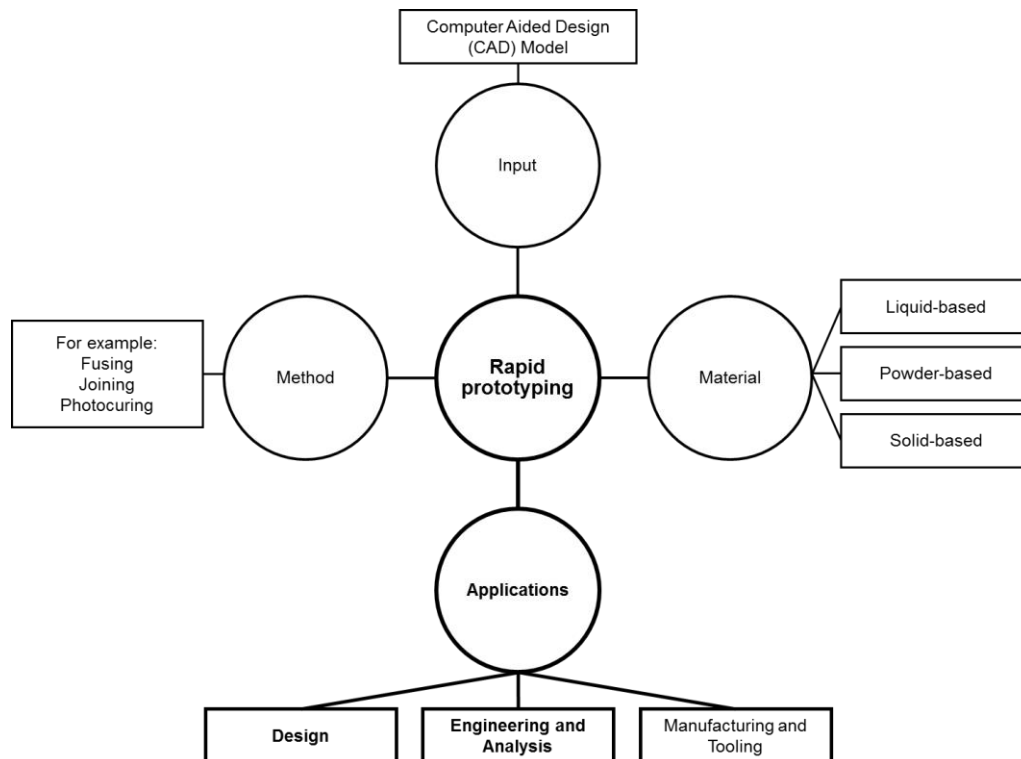 Computer Aided Design
(CAD) Model
Input
For example:
Fusing
Joining
Photocuring
Method
Rapid
prototyping
Material
Liquid-based
Powder-based
Solid-based
Applications
Design
Engineering and
Analysis
Manufacturing and
Tooling